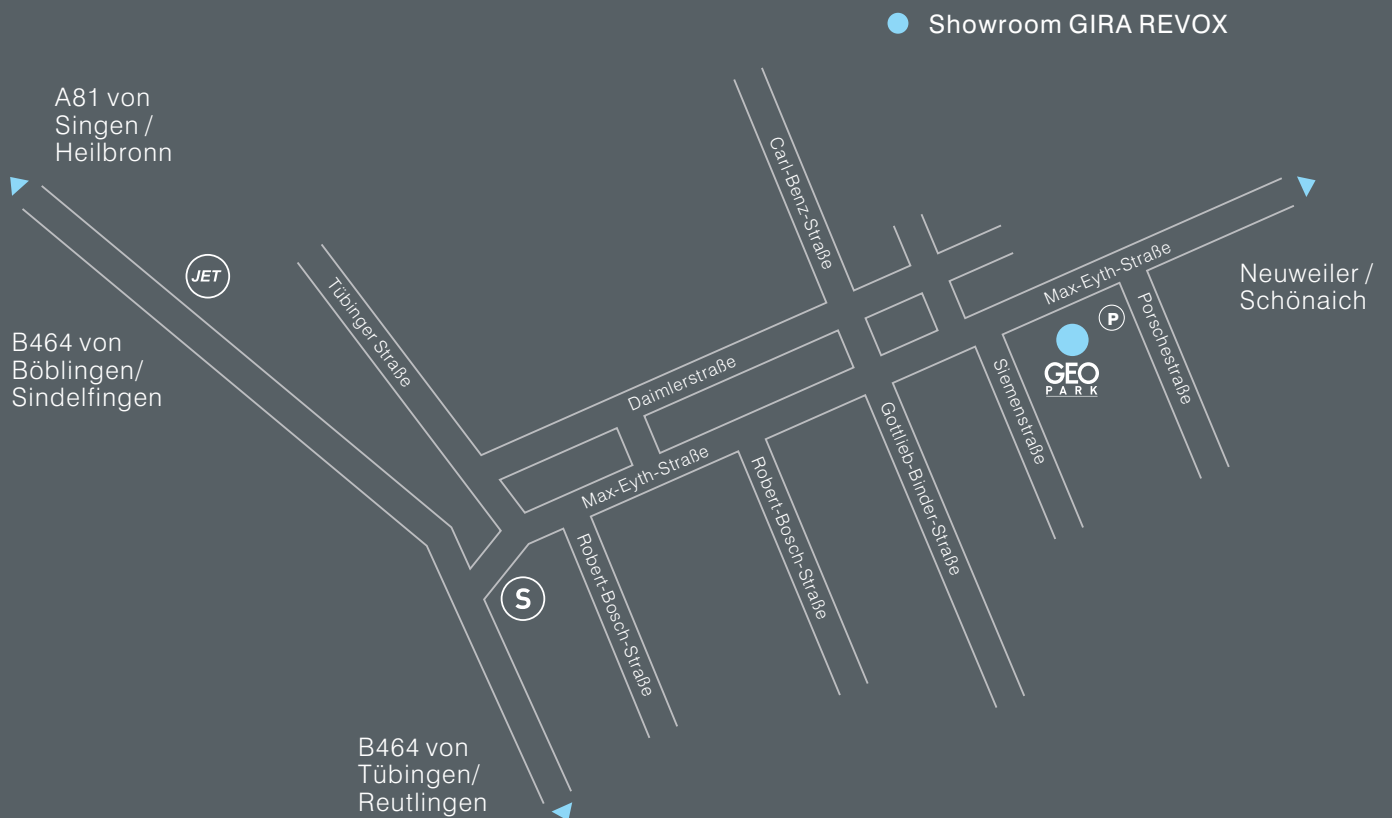 Showroom GIRA REVOX
A81 von
Singen /
Heilbronn
JET
B464 von
Böblingen/
Sindelfingen
Tübinger Straße
Carl-Benz-Straße
Daimlerstraße
Max-Eyth-Straße
Neuweiler /
Schönaich
P
GEO
PARK
Porschestraße
Siemenstraße
Gottlieb-Binder-Straße
Max-Eyth-Straße
Robert-Bosch-Straße
Robert-Bosch-Straße
S
B464 von
Tübingen/
Reutlingen